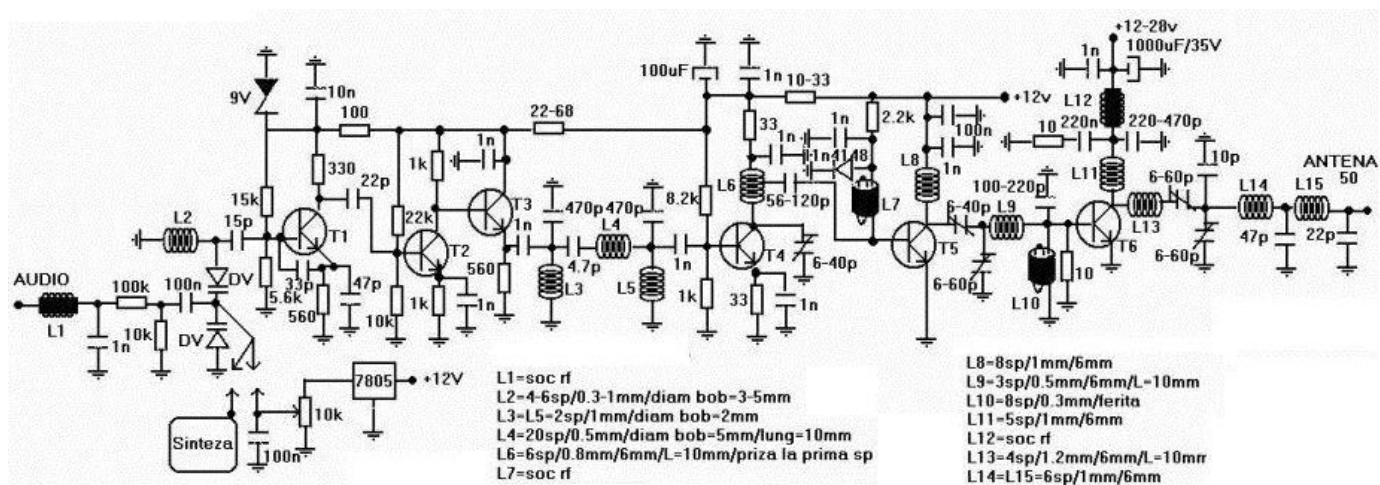 +12-28v
1n
1000uF/35V
9V
10n
100uF
1n
10-33
+12v
L12
100
22-68
33
1n
1n
2.2k
1n
4148
100n
10
220n
220-470p
1n
1k
330
22p
L8
1n
10p
ANTENA
50
15k
L2
15p
T1
22k
T3
470p
470p
8.2k
L6
56-120p
L7
100-220p
L11
6-60p
L14
L15
6-40p
L9
1n
L4
T2
T4
T5
T6
L13
AUDIO
DV
5.6k
33p
47p
4.7p
1n
6-40p
6-60p
10
6-60p
47p
22p
100k
100n
560
1k
1n
560
L3
L5
1k
33
1n
L10
L1
1n
10k
DV
10k
7805
+12V
10k
Sinteza
100n
L1=soc rf
L2=4-6sp/0.3-1mm/diam bob=3-5mm
L3=L5=2sp/1mm/diam bob=2mm
L4=20sp/0.5mm/diam bob=5mm/lung=10mm
L6=6sp/0.8mm/6mm/L=10mm/priza la prima sp
L7=soc rf
L8=8sp/1mm/6mm
L9=3sp/0.5mm/6mm/L=10mm
L10=8sp/0.3mm/ferita
L11=5sp/1mm/6mm
L12=soc rf
L13=4sp/1.2mm/6mm/L=10mm
L14=L15=6sp/1mm/6mm